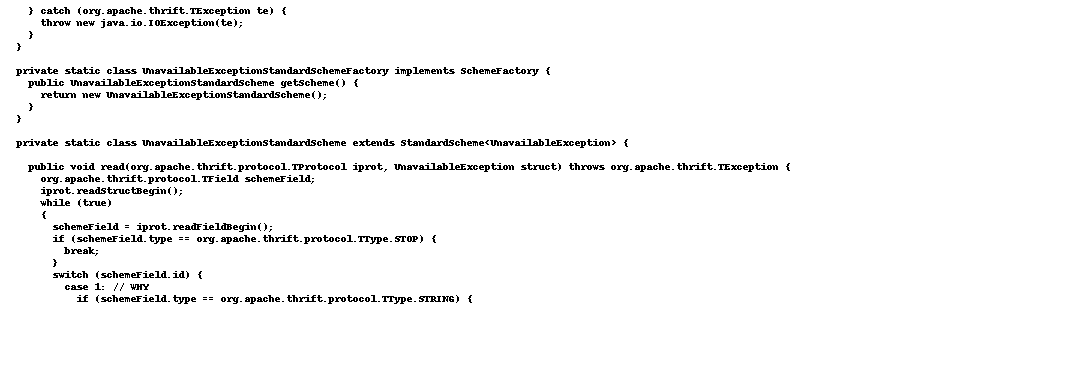 } catch (org.apache.thrift.TException te) {
throw new java.io.IOException(te);
}
}
private static class UnavailableExceptionStandardSchemeFactory implements SchemeFactory {
public UnavailableExceptionStandardScheme getScheme() {
return new UnavailableExceptionStandardScheme();
}
}
private static class UnavailableExceptionStandardScheme extends StandardScheme<UnavailableException> {
public void read(org.apache.thrift.protocol.TProtocol iprot, UnavailableException struct) throws org.apache.thrift.TException {
org.apache.thrift.protocol.TField schemeField;
iprot.readStructBegin();
while (true)
{
schemeField = iprot.readFieldBegin();
if (schemeField.type == org.apache.thrift.protocol.TType.STOP) {
break;
}
switch (schemeField.id) {
case 1: // WHY
if (schemeField.type == org.apache.thrift.protocol.TType.STRING) {